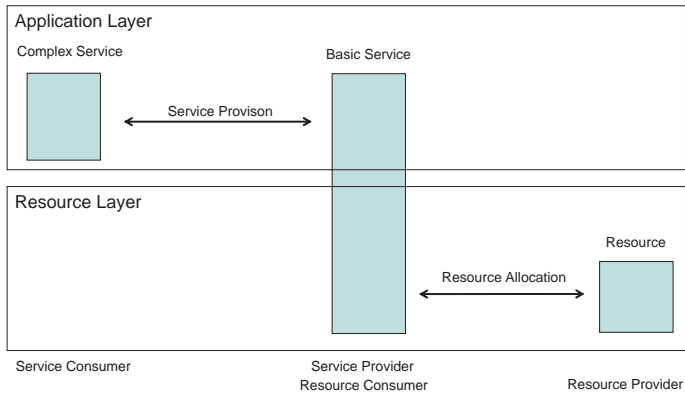 Application Layer
Complex Service
Basic Service
Service Provison
Resource Layer
Resource
Resource Allocation
Service Consumer
Service Provider
Resource Consumer
Resource Provider